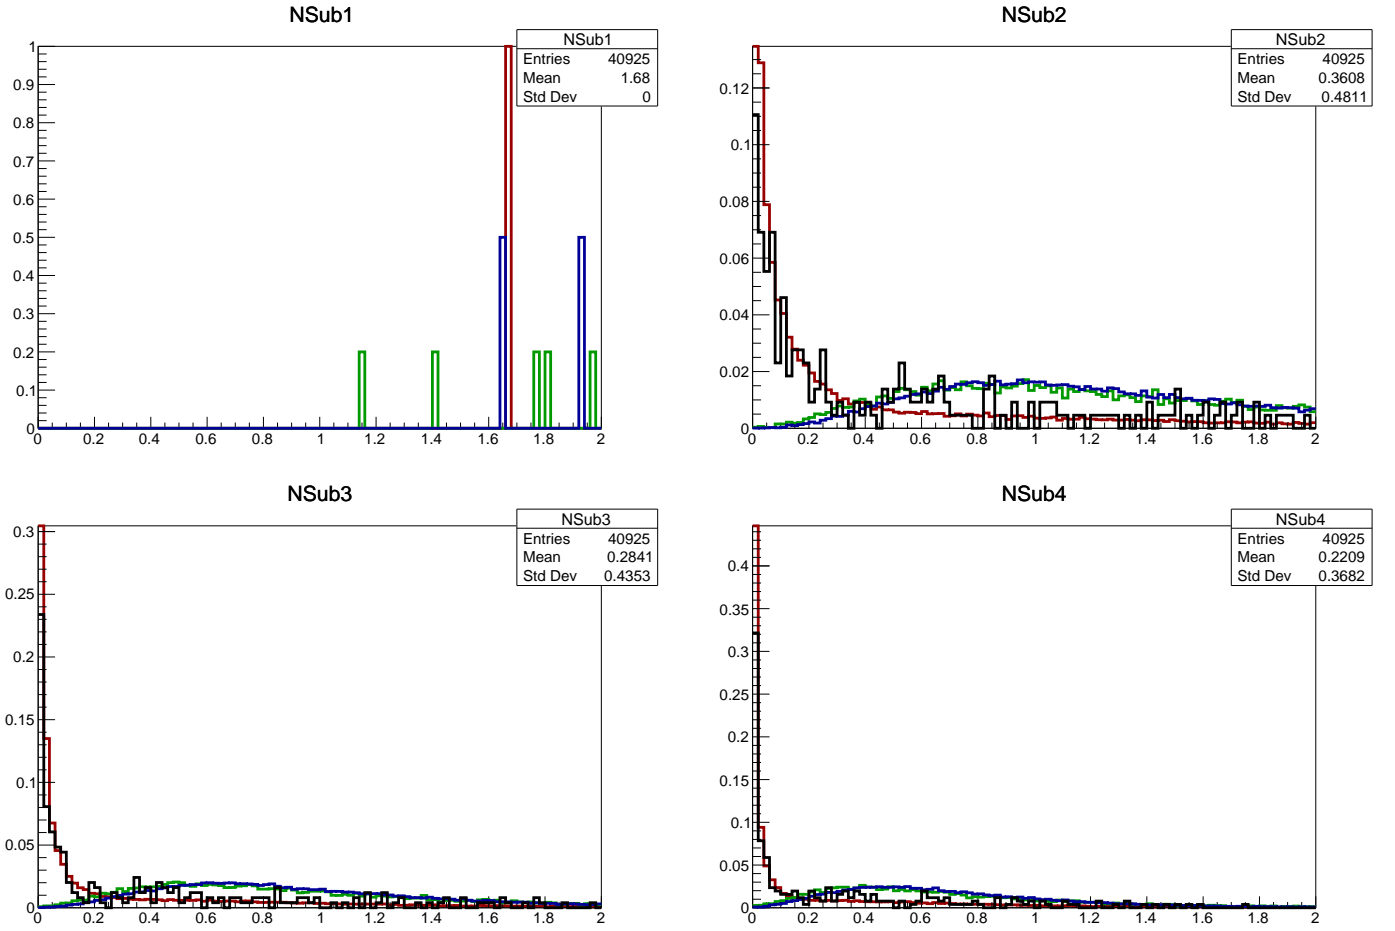 NSub1
NSub1
Entries 40925
Mean 1.68
Std Dev 0
1
0.9
0.8
0.7
0.6
0.5
0.4
0.3
0.2
0.1
0
0 0.2 0.4 0.6 0.8 1 1.2 1.4 1.6 1.8 2
NSub2
NSub2
Entries 40925
Mean 0.3608
Std Dev 0.4811
0.12
0.1
0.08
0.06
0.04
0.02
0
0 0.2 0.4 0.6 0.8 1 1.2 1.4 1.6 1.8 2
NSub3
NSub3
Entries 40925
Mean 0.2841
Std Dev 0.4353
0.3
0.25
0.2
0.15
0.1
0.05
0
0 0.2 0.4 0.6 0.8 1 1.2 1.4 1.6 1.8 2
NSub4
NSub4
Entries 40925
Mean 0.2209
Std Dev 0.3682
0.4
0.35
0.3
0.25
0.2
0.15
0.1
0.05
0
0 0.2 0.4 0.6 0.8 1 1.2 1.4 1.6 1.8 2